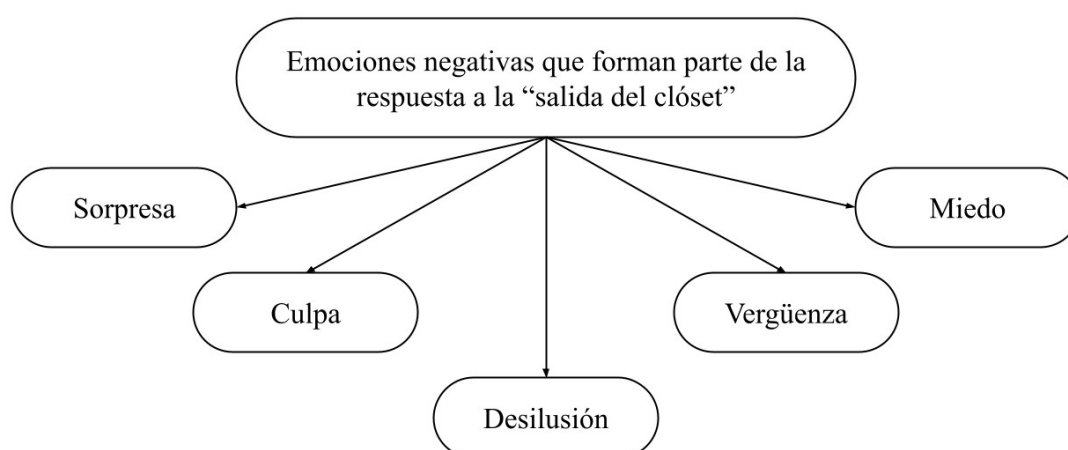 Emociones negativas que forman parte de la
respuesta a la “salida del clóset”
Sorpresa
Miedo
Culpa
Vergüenza
Desilusión